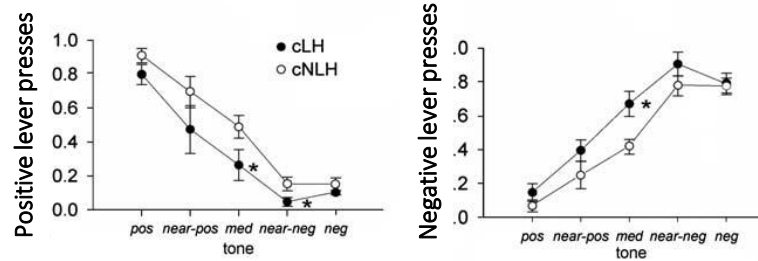 Positive lever presses
1.0
0.8
0.6
0.4
0.2
0.0
cLH
cNLH
*
*
pos near-pos med near-neg neg
tone
Negative lever presses
.0
.8
.6
.4
.2
.0
*
pos near-pos med near-neg neg
tone